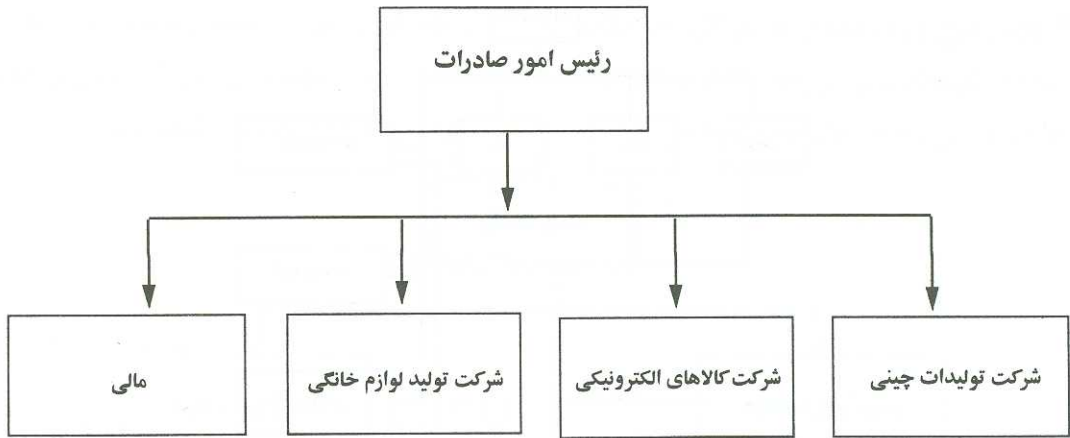 رئیس امور صادرات
شرکت تولیدات چینی
شرکت کالاهای الکترونیکی
شرکت تولید لوازم خانگی
مالی